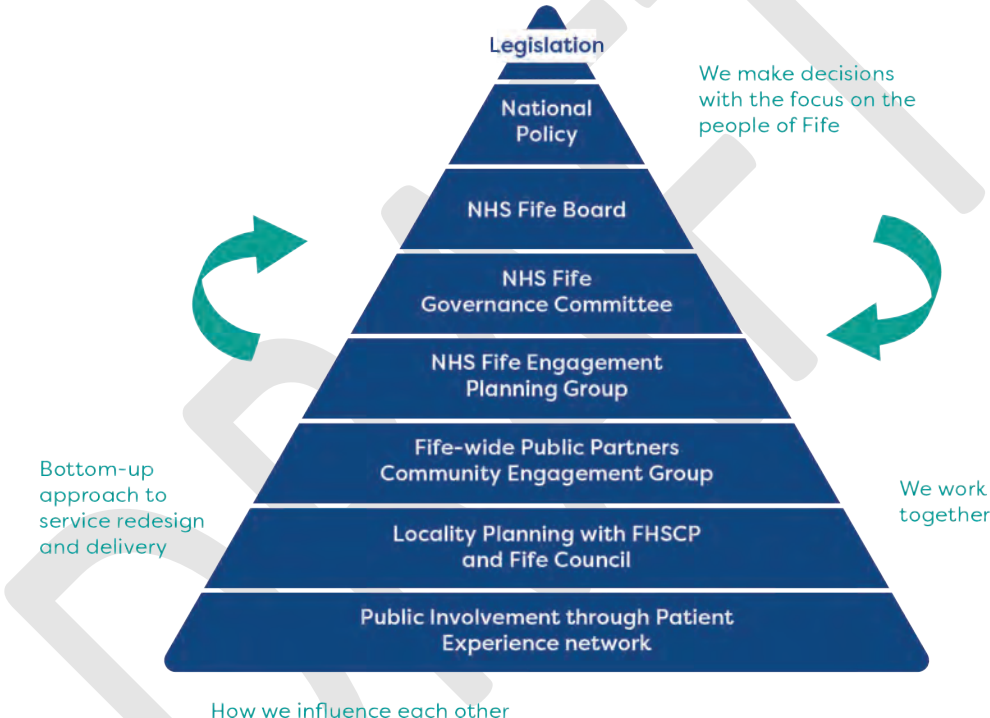 Legislation
We make decisions
with the focus on the
people of Fife
National
Policy
NHS Fife Board
NHS Fife
Governance Committee
NHS Fife Engagement
Planning Group
Fife-wide Public Partners
Community Engagement Group
Bottom-up
approach to
service redesign
and delivery
We work
together
Locality Planning with FHSCP
and Fife Council
Public Involvement through Patient
Experience network
How we influence each other
DRAFT